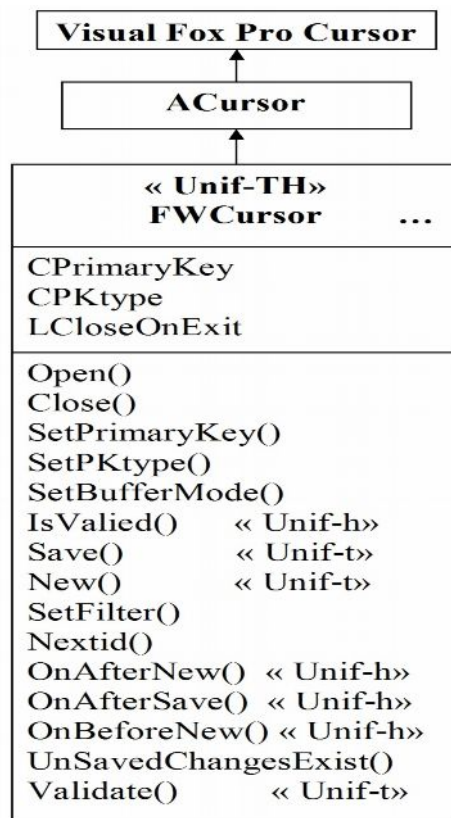 Visual Fox Pro Cursor
ACursor
« Unif-TH»
FWCursor ...
CPrimaryKey
CPKtype
LCloseOnExit
Open()
Close()
SetPrimaryKey()
SetPKtype()
SetBufferMode()
IsValied() « Unif-h»
Save() « Unif-t»
New() « Unif-t»
SetFilter()
Nextid()
OnAfterNew() « Unif-h»
OnAfterSave() « Unif-h»
OnBeforeNew() « Unif-h»
UnSavedChangesExist()
Validate() « Unif-t»